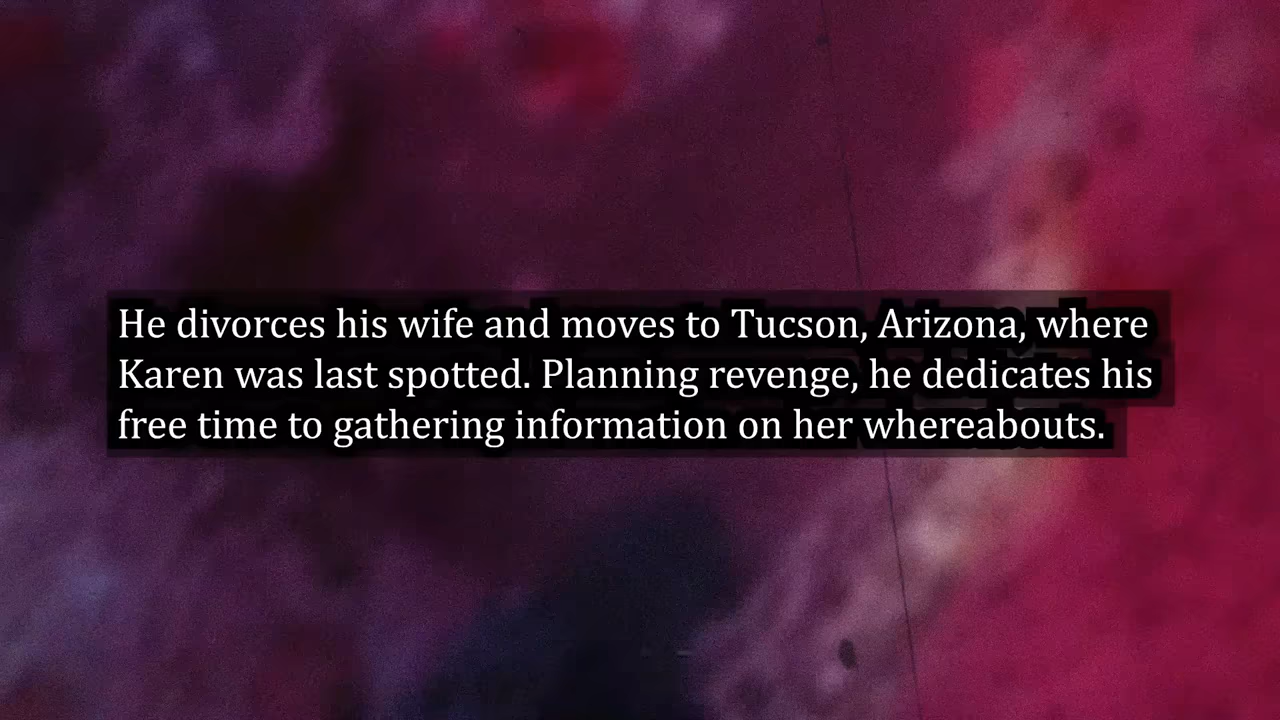 He divorces his wife and moves to Tucson, Arizona, where
Karen was last spotted. Planning revenge, he dedicates his
free time to gathering information on her whereabouts.